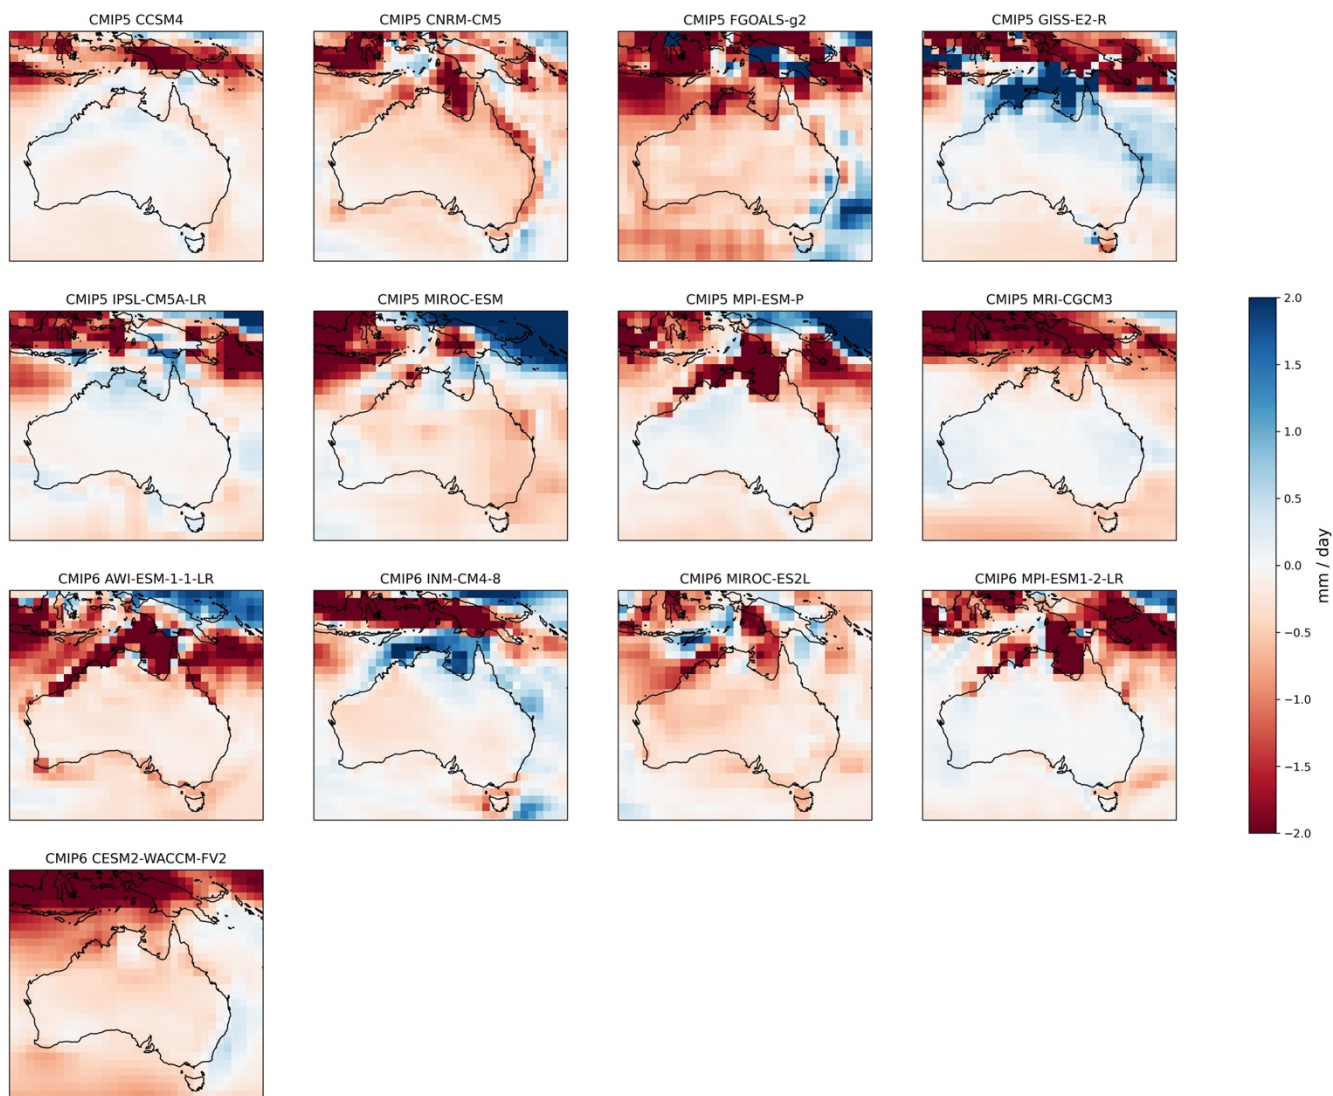 CMIP5 CCSM4
CMIP5 CNRM-CM5
CMIP5 FGOALS-g2
CMIP5 GISS-E2-R
CMIP5 IPSL-CM5A-LR
CMIP5 MIROC-ESM
CMIP5 MPI-ESM-P
CMIP5 MRI-CGCM3
CMIP6 AWI-ESM-1-1-LR
CMIP6 INM-CM4-8
CMIP6 MIROC-ES2L
CMIP6 MPI-ESM1-2-LR
CMIP6 CESM2-WACCM-FV2
2.0
1.5
1.0
0.5
0.0
−0.5
−1.0
−1.5
−2.0
mm / day